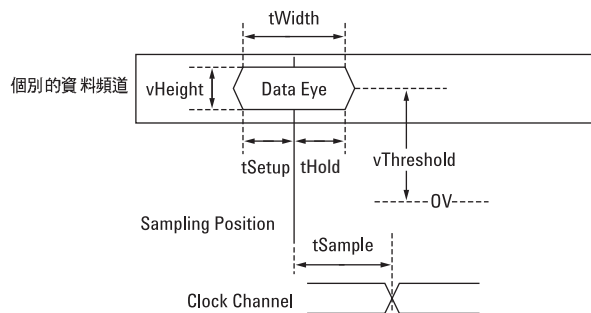 tWidth
個別的資料頻道
vHeight
Data Eye
tSetup
tHold
vThreshold
OV
Sampling Position
tSample
Clock Channel